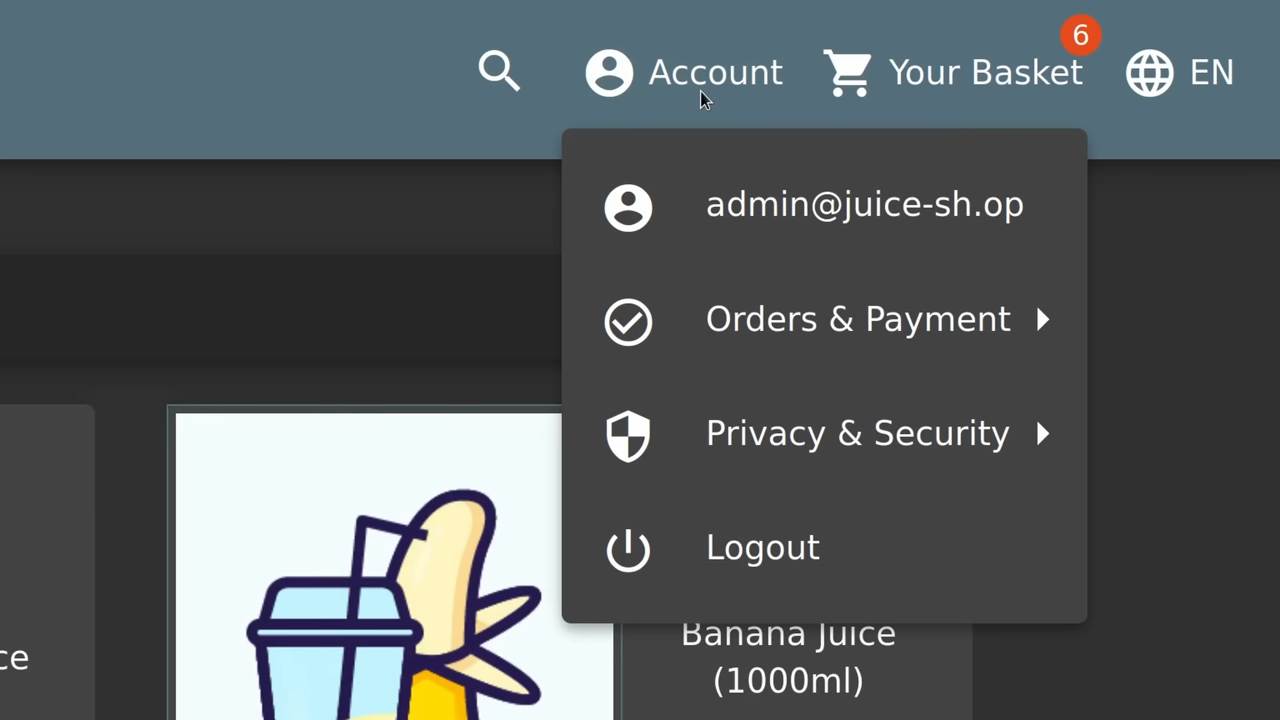 6
Account
Your Basket
EN
admin@juice-sh.op
Orders & Payment
Privacy & Security
Logout
ce
Banana Juice
(1000ml)